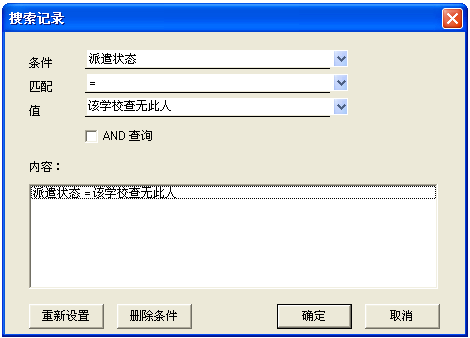 搜索记录
条件 派遣状态
匹配 =
值 该学校查无此人
AND 查询
内容：
派遣状态 = 该学校查无此人
重新设置 删除条件 确定 取消